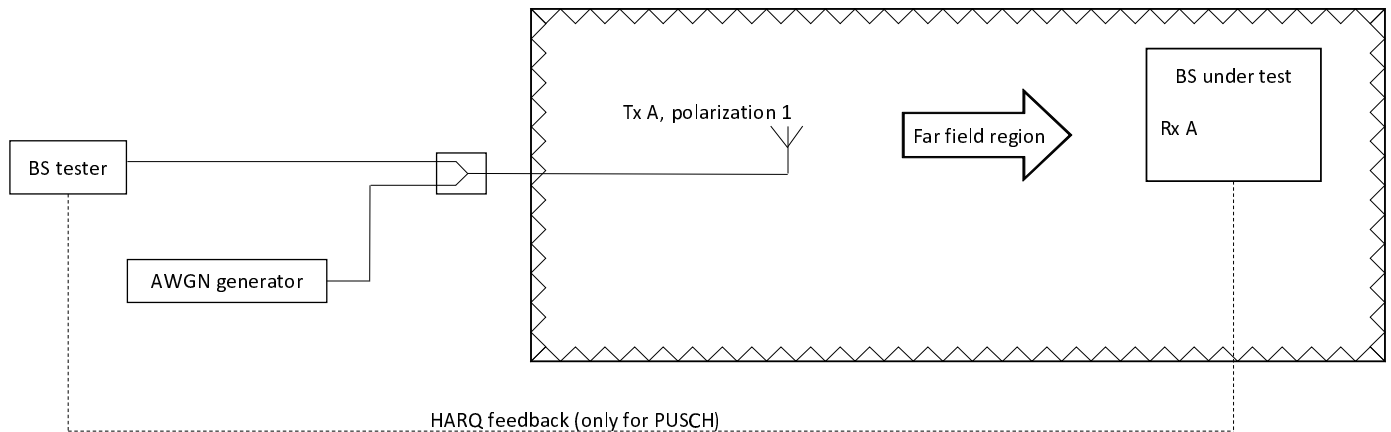 BS under test
Tx A, polarization 1
Rx A
Far field region
BS tester
AWGN generator
HARQ feedback (only for PUSCH)